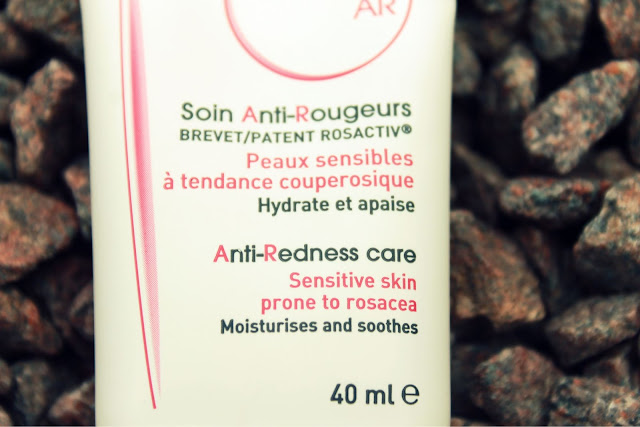 AR
Soin Anti-Rougeurs
BREVET/PATENT ROSACTIV®
Peaux sensibles
à tendance couperosique
Hydrate et apaise
Anti-Redness care
Sensitive skin
prone to rosacea
Moisturises and soothes
40 ml e